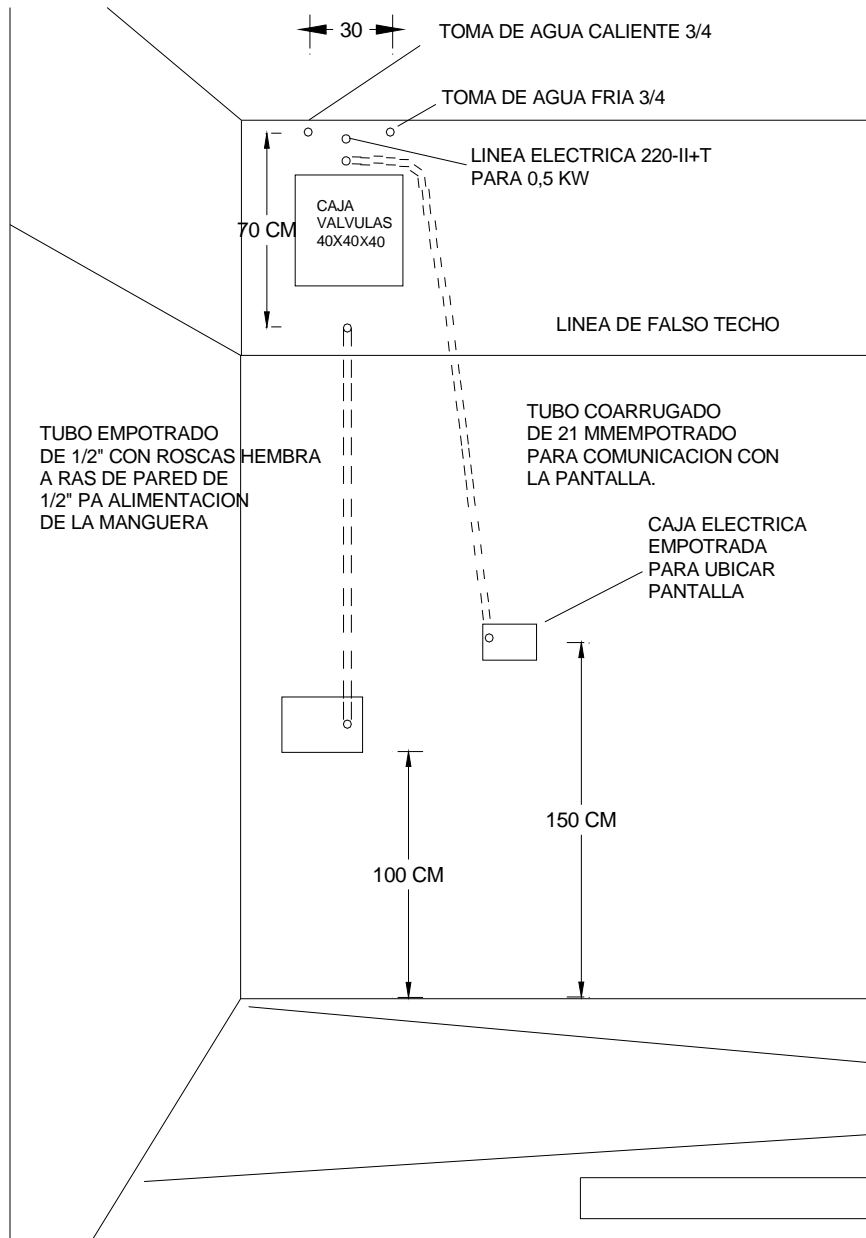 30
TOMA DE AGUA CALIENTE 3/4
TOMA DE AGUA FRIA 3/4
LINEA ELECTRICA 220-II+T
PARA 0,5 KW
CAJA
VALVULAS
40X40X40
70 CM
LINEA DE FALSO TECHO
TUBO EMPOTRADO
DE 1/2" CON ROSCAS HEMBRA
A RAS DE PARED DE
1/2" PA ALIMENTACION
DE LA MANGUERA
TUBO COARRUGADO
DE 21 MMEMPOTRADO
PARA COMUNICACION CON
LA PANTALLA.
CAJA ELECTRICA
EMPOTRADA
PARA UBICAR
PANTALLA
150 CM
100 CM